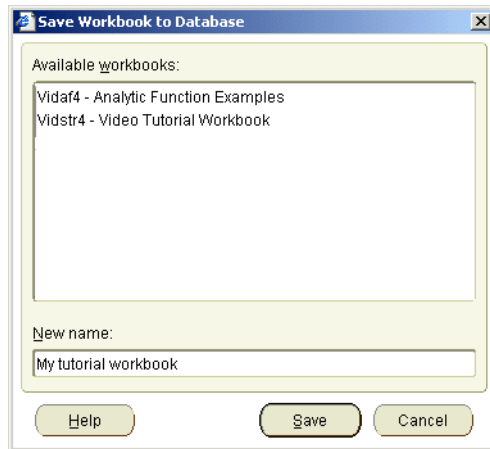 Save Workbook to Database
Available workbooks:
Vidaf4 - Analytic Function Examples
Vidstr4 - Video Tutorial Workbook
New name:
My tutorial workbook
Help Save Cancel